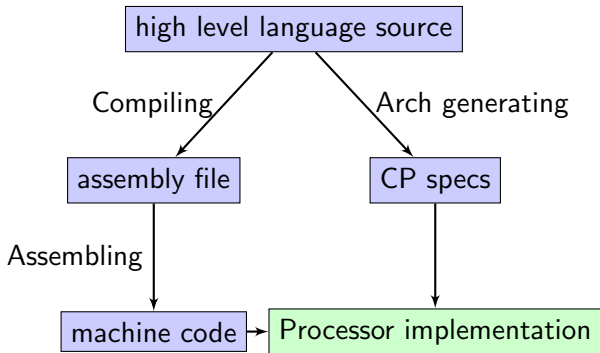 high level language source
Compiling
Arch generating
assembly file
CP specs
Assembling
machine code
Processor implementation